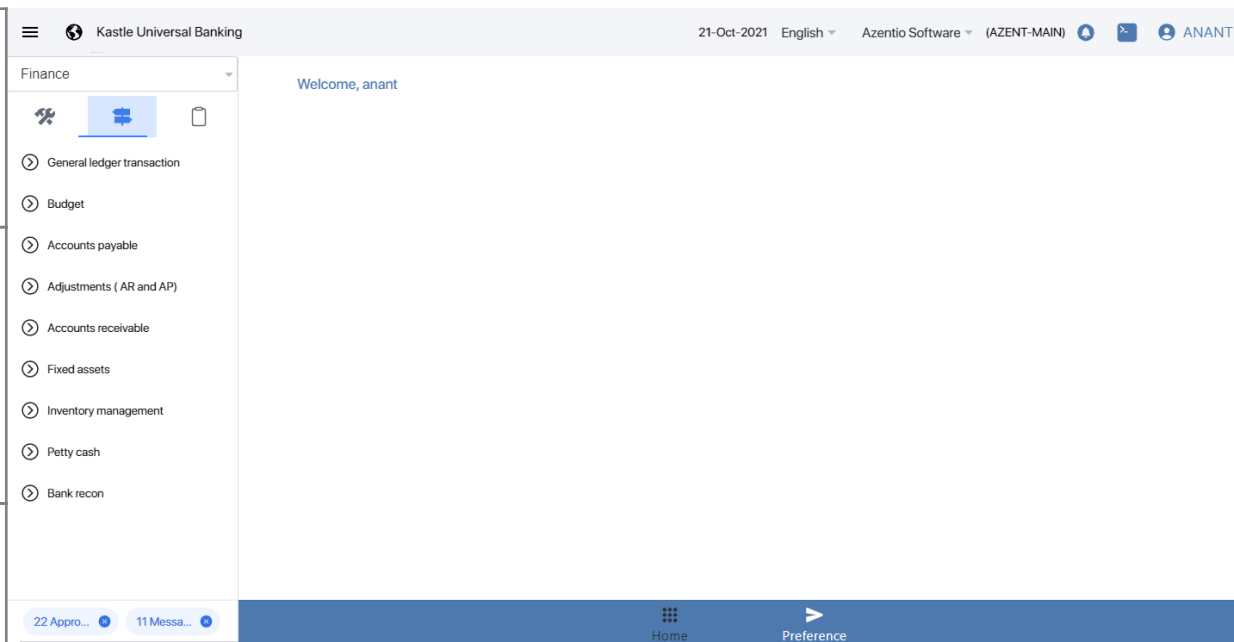 Kastle Universal Banking 21-Oct-2021 English Azentio Software (AZENT-MAIN) ANANT
Finance
Welcome, anant
General ledger transaction
Budget
Accounts payable
Adjustments ( AR and AP)
Accounts receivable
Fixed assets
Inventory management
Petty cash
Bank recon
22 Appro... 11 Messa...
Home Preference